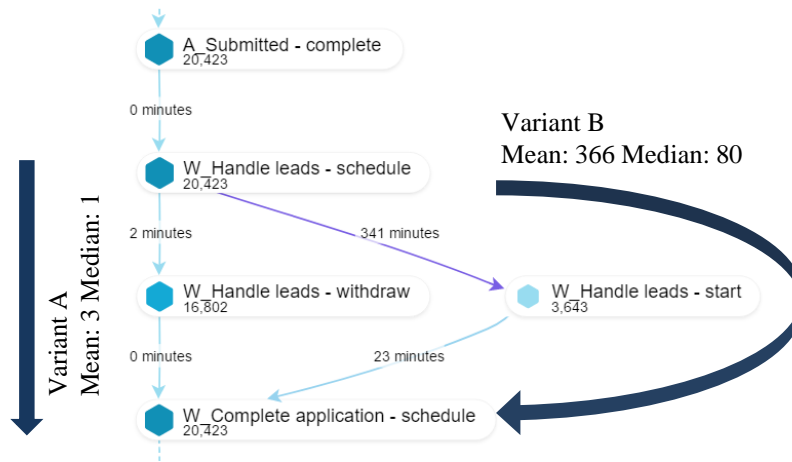 A_Submitted - complete
20,423
0 minutes
Variant B
Mean: 366 Median: 80
W_Handle leads - schedule
20,423
Variant A
Mean: 3 Median: 1
2 minutes
341 minutes
W_Handle leads - withdraw
16,802
W_Handle leads - start
3,643
0 minutes
23 minutes
W_Complete application - schedule
20,423